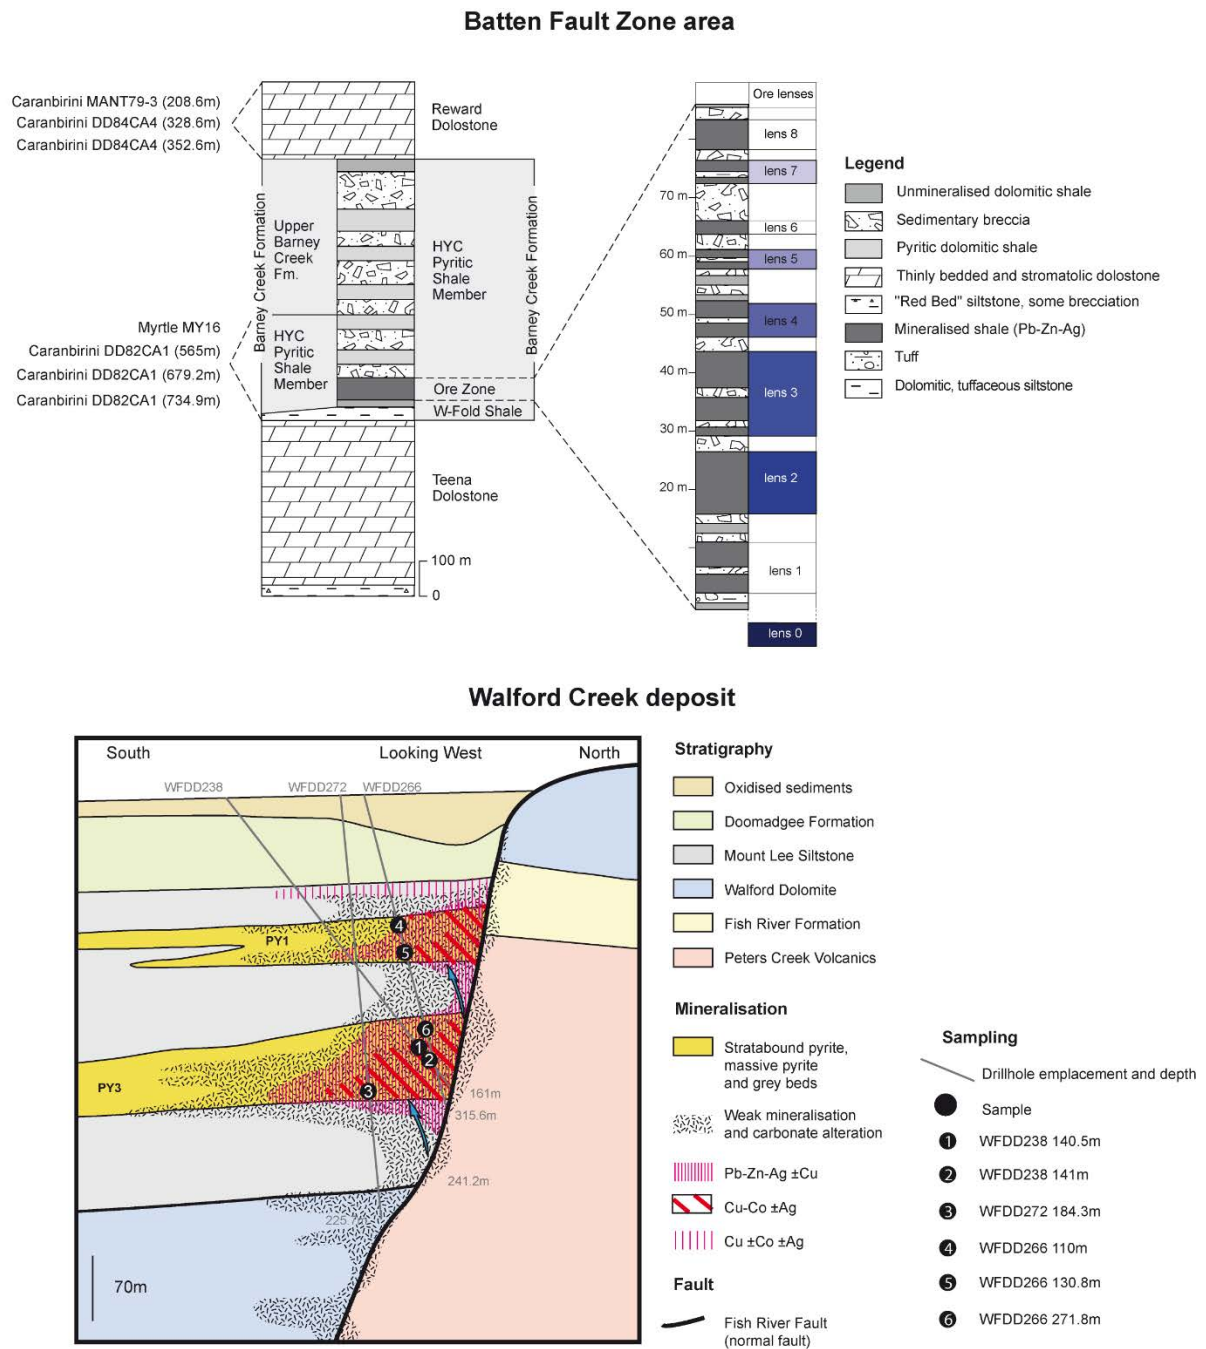 Batten Fault Zone area
Caranbirini MANT79-3 (208.6m)
Caranbirini DD84CA4 (328.6m)
Caranbirini DD84CA4 (352.6m)
Reward
Dolostone
Barney Creek Formation
Upper
Barney
Creek
Fm.
HYC
Pyritic
Shale
Member
HYC
Pyritic
Shale
Member
Barney Creek Formation
Myrtle MY16
Caranbirini DD82CA1 (565m)
Caranbirini DD82CA1 (679.2m)
Caranbirini DD82CA1 (734.9m)
Ore Zone
W-Fold Shale
Teena
Dolostone
100 m
0
Ore lenses
lens 8
lens 7
70 m
lens 6
60 m
lens 5
50 m
lens 4
40 m
lens 3
30 m
lens 2
20 m
lens 1
lens 0
Legend
Unmineralised dolomitic shale
Sedimentary breccia
Pyritic dolomitic shale
Thinly bedded and stromatolic dolostone
"Red Bed" siltstone, some brecciation
Mineralised shale (Pb-Zn-Ag)
Tuff
Dolomitic, tuffaceous siltstone
Walford Creek deposit
South
Looking West
North
WFDD238
WFDD272
WFDD266
PY1
4
5
6
1
2
3
PY3
161m
315.6m
241.2m
70m
Stratigraphy
Oxidised sediments
Doomadgee Formation
Mount Lee Siltstone
Walford Dolomite
Fish River Formation
Peters Creek Volcanics
Mineralisation
Stratabound pyrite,
massive pyrite
and grey beds
Weak mineralisation
and carbonate alteration
Pb-Zn-Ag ±Cu
Cu-Co ±Ag
Cu ±Co ±Ag
Fault
Fish River Fault
(normal fault)
Sampling
Drillhole emplacement and depth
Sample
1 WFDD238 140.5m
2 WFDD238 141m
3 WFDD272 184.3m
4 WFDD266 110m
5 WFDD266 130.8m
6 WFDD266 271.8m